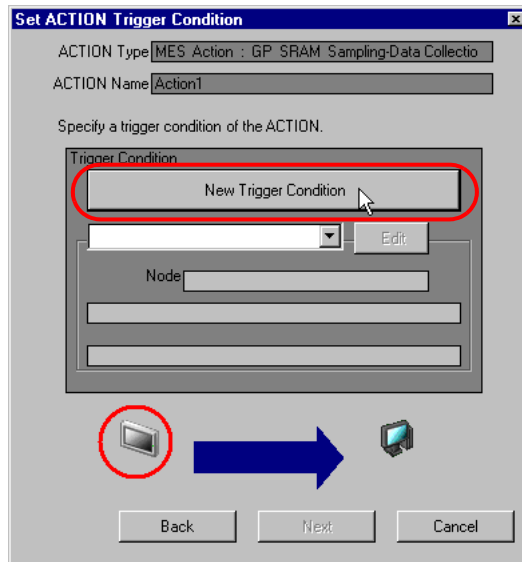 Set ACTION Trigger Condition
ACTION Type MES Action : GP SRAM Sampling-Data Collectio
ACTION Name Action1
Specify a trigger condition of the ACTION.
Trigger Condition
New Trigger Condition
Edit
Node
Back Next Cancel